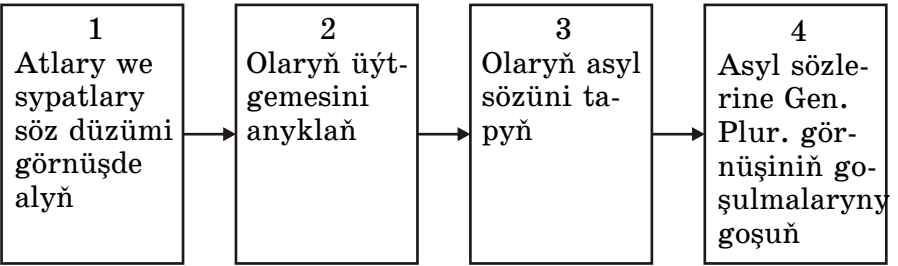 1
Atlary we
sypatlary
söz düzümi
görnüşde
alyň
2
Olaryň üýt-
gemesini
anyklaň
3
Olaryň asyl
sözüni ta-
pyň
4
Asyl sözle-
rine Gen.
Plur. gör-
nüşiniň go-
şulmalaryny
goşuň